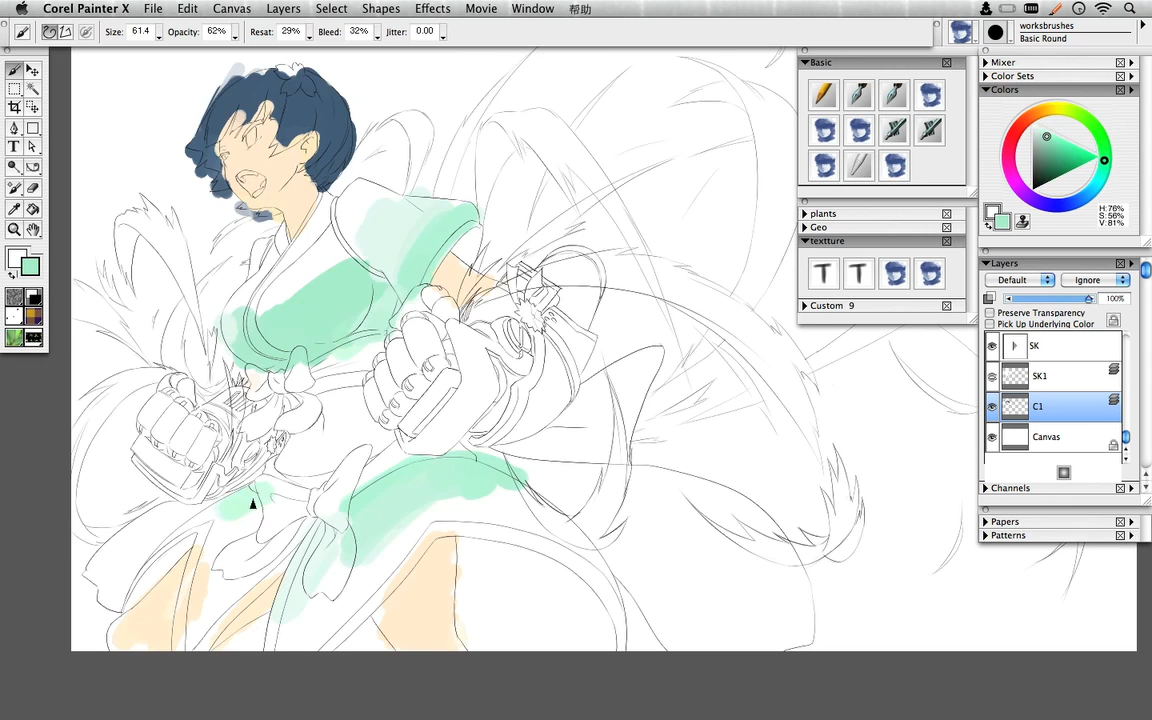 Corel Painter X File Edit Canvas Layers Select Shapes Effects Movie Window 帮助
Size: 61.4 Opacity: 62% Resat: 29% Bleed: 32% Jitter: 0.00
worksbrushes
Basic Round
Basic
plants
Geo
textture
T T
Custom 9
Mixer
Color Sets
Colors
H:76%
S:56%
V:81%
Layers
Default Ignore
100%
Preserve Transparency
Pick Up Underlying Color
SK
SK1
C1
Canvas
Channels
Papers
Patterns
T